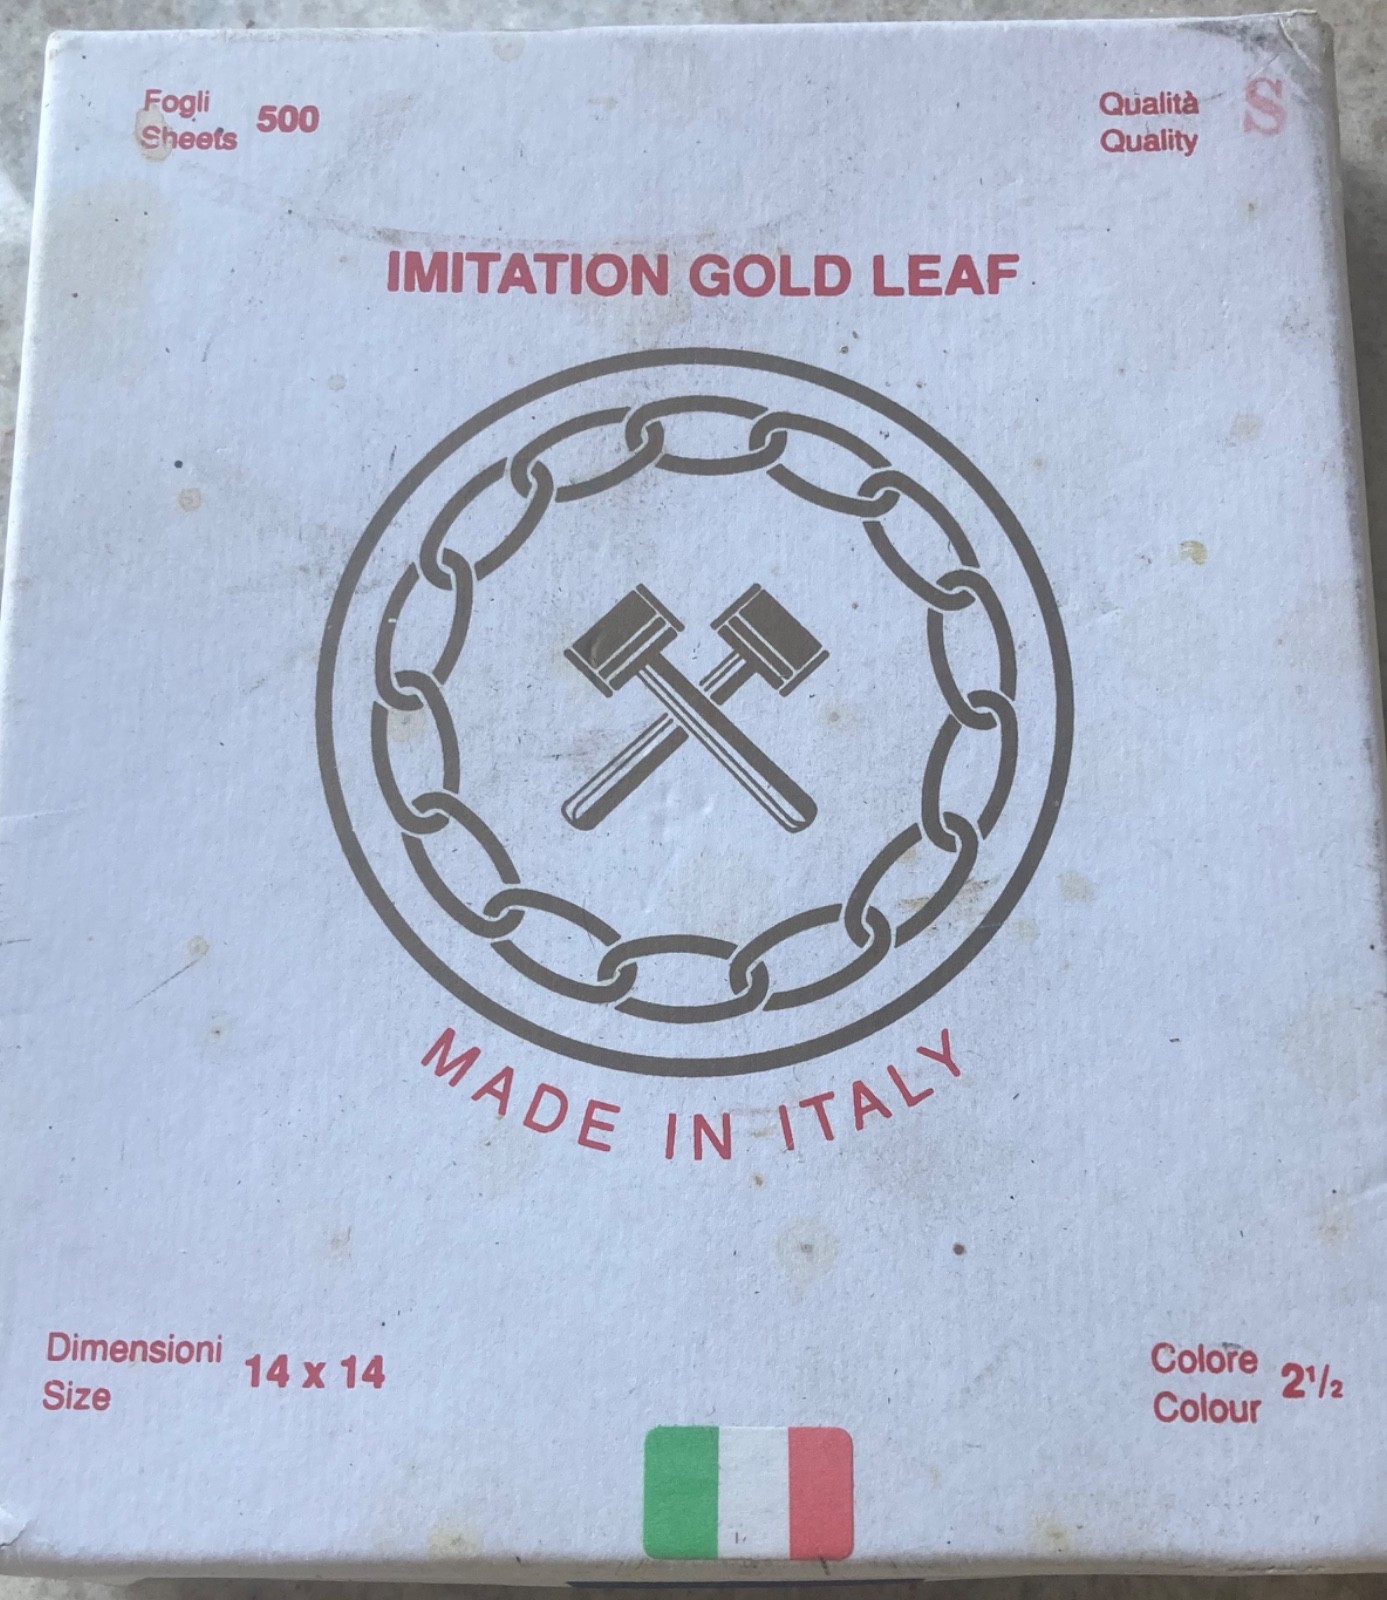 Fogli
Sheets 500
Qualità
Quality S
IMITATION GOLD LEAF
MADE IN ITALY
Dimensioni
Size 14 x 14
Colore
Colour 2¹/₂